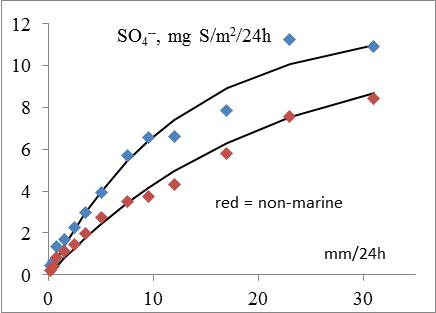 12
SO₄⁻⁻, mg S/m²/24h
10
8
6
4
red = non-marine
2
mm/24h
0
0 10 20 30